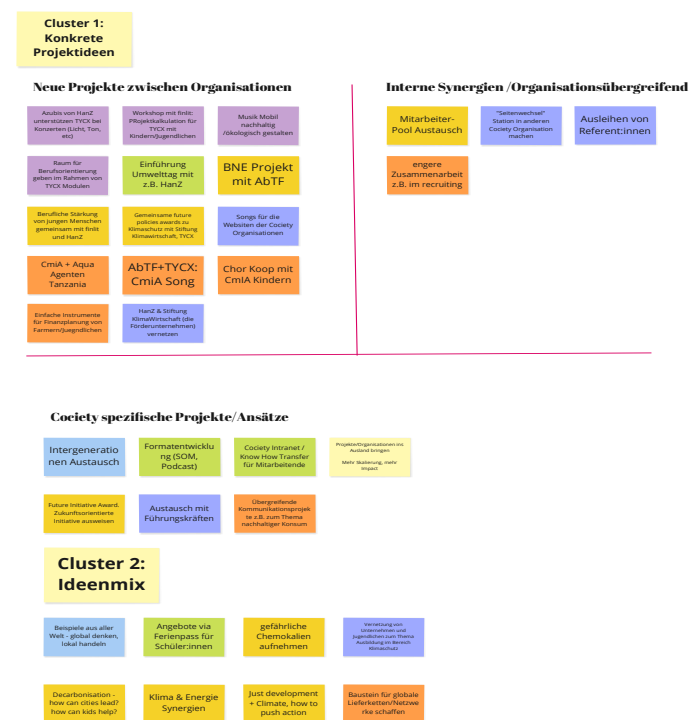 Cluster 1:
Konkrete
Projektideen
Neue Projekte zwischen Organisationen
Interne Synergien /Organisationsübergreifend
Azubis von HanZ
unterstützen TYCX bei
Konzerten (Licht, Ton,
etc)
Workshop mit finlit:
PRojektkalkulation für
TYCX mit
Kindern/Jugendlichen
Musik Mobil
nachhaltig
/ökologisch gestalten
Mitarbeiter-
Pool Austausch
"Seitenwechsel"
Station in anderen
Cociety Organisation
machen
Ausleihen von
Referent:innen
Raum für
Berufsorientierung
geben im Rahmen von
TYCX Modulen
Einführung
Umwelttag mit
z.B. HanZ
BNE Projekt
mit AbTF
engere
Zusammenarbeit
z.B. im recruiting
Berufliche Stärkung
von jungen Menschen
gemeinsam mit finlit
und HanZ
Gemeinsame future
policies awards zu
Klimaschutz mit Stiftung
Klimawirtschaft, TYCX
Songs für die
Websiten der Cociety
Organisationen
CmiA + Aqua
Agenten
Tanzania
AbTF+TYCX:
CmiA Song
Chor Koop mit
CmIA Kindern
Einfache Instrumente
für Finanzplanung von
Farmern/Juegndlichen
HanZ & Stiftung
KlimaWirtschaft (die
Förderunternehmen)
vernetzen
Cociety spezifische Projekte/Ansätze
Intergeneratio
nen Austausch
Formatentwicklu
ng (SOM,
Podcast)
Cociety Intranet /
Know How Transfer
für Mitarbeitende
Projekte/Organisationen ins
Ausland bringen
Mehr Skalierung, mehr
Impact
Future Initiative Award.
Zukunftsorientierte
Initiative ausweisen
Austausch mit
Führungskräften
Übergreifende
Kommunikationsprojek
te z.B. zum Thema
nachhaltiger Konsum
Cluster 2:
Ideenmix
Beispiele aus aller
Welt - global denken,
lokal handeln
Angebote via
Ferienpass für
Schüler:innen
gefährliche
Chemokalien
aufnehmen
Vernetzung von
Unternehmen und
Jugendlichen zum Thema
Ausbildung im Bereich
Klimaschutz
Decarbonisation -
how can cities lead?
how can kids help?
Klima & Energie
Synergien
Just development
+ Climate, how to
push action
Baustein für globale
Lieferketten/Netzwe
rke schaffen